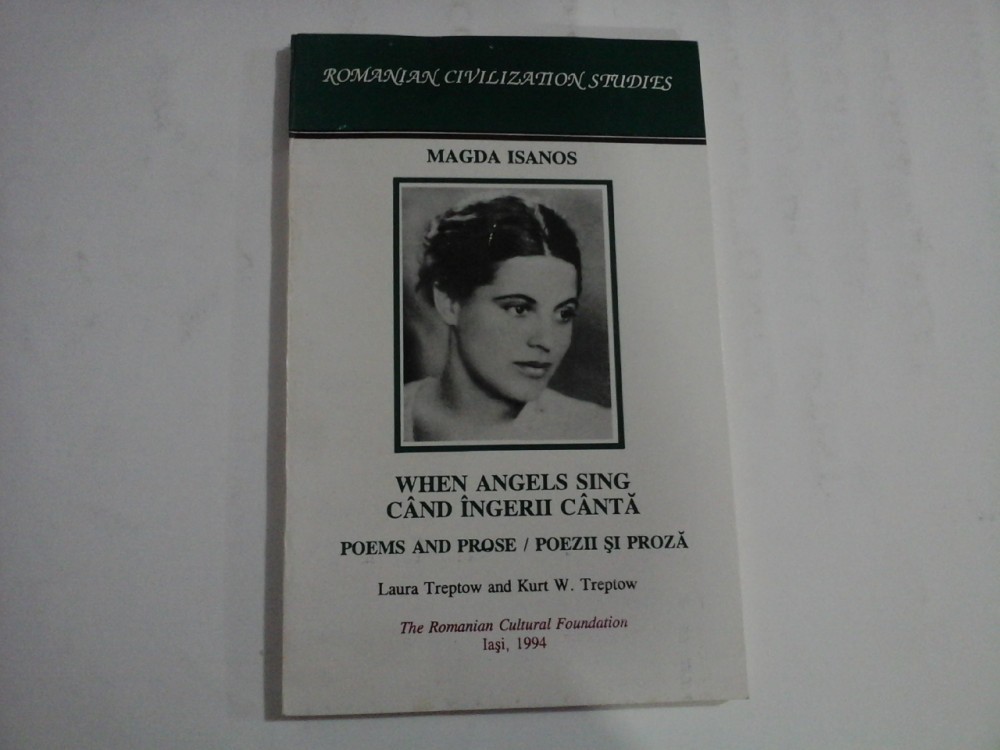 ROMANIAN CIVILIZATION STUDIES
MAGDA ISANOS
WHEN ANGELS SING
CÂND ÎNGERII CÂNTĂ
POEMS AND PROSE / POEZII ŞI PROZĂ
Laura Treptow and Kurt W. Treptow
The Romanian Cultural Foundation
Iaşi, 1994